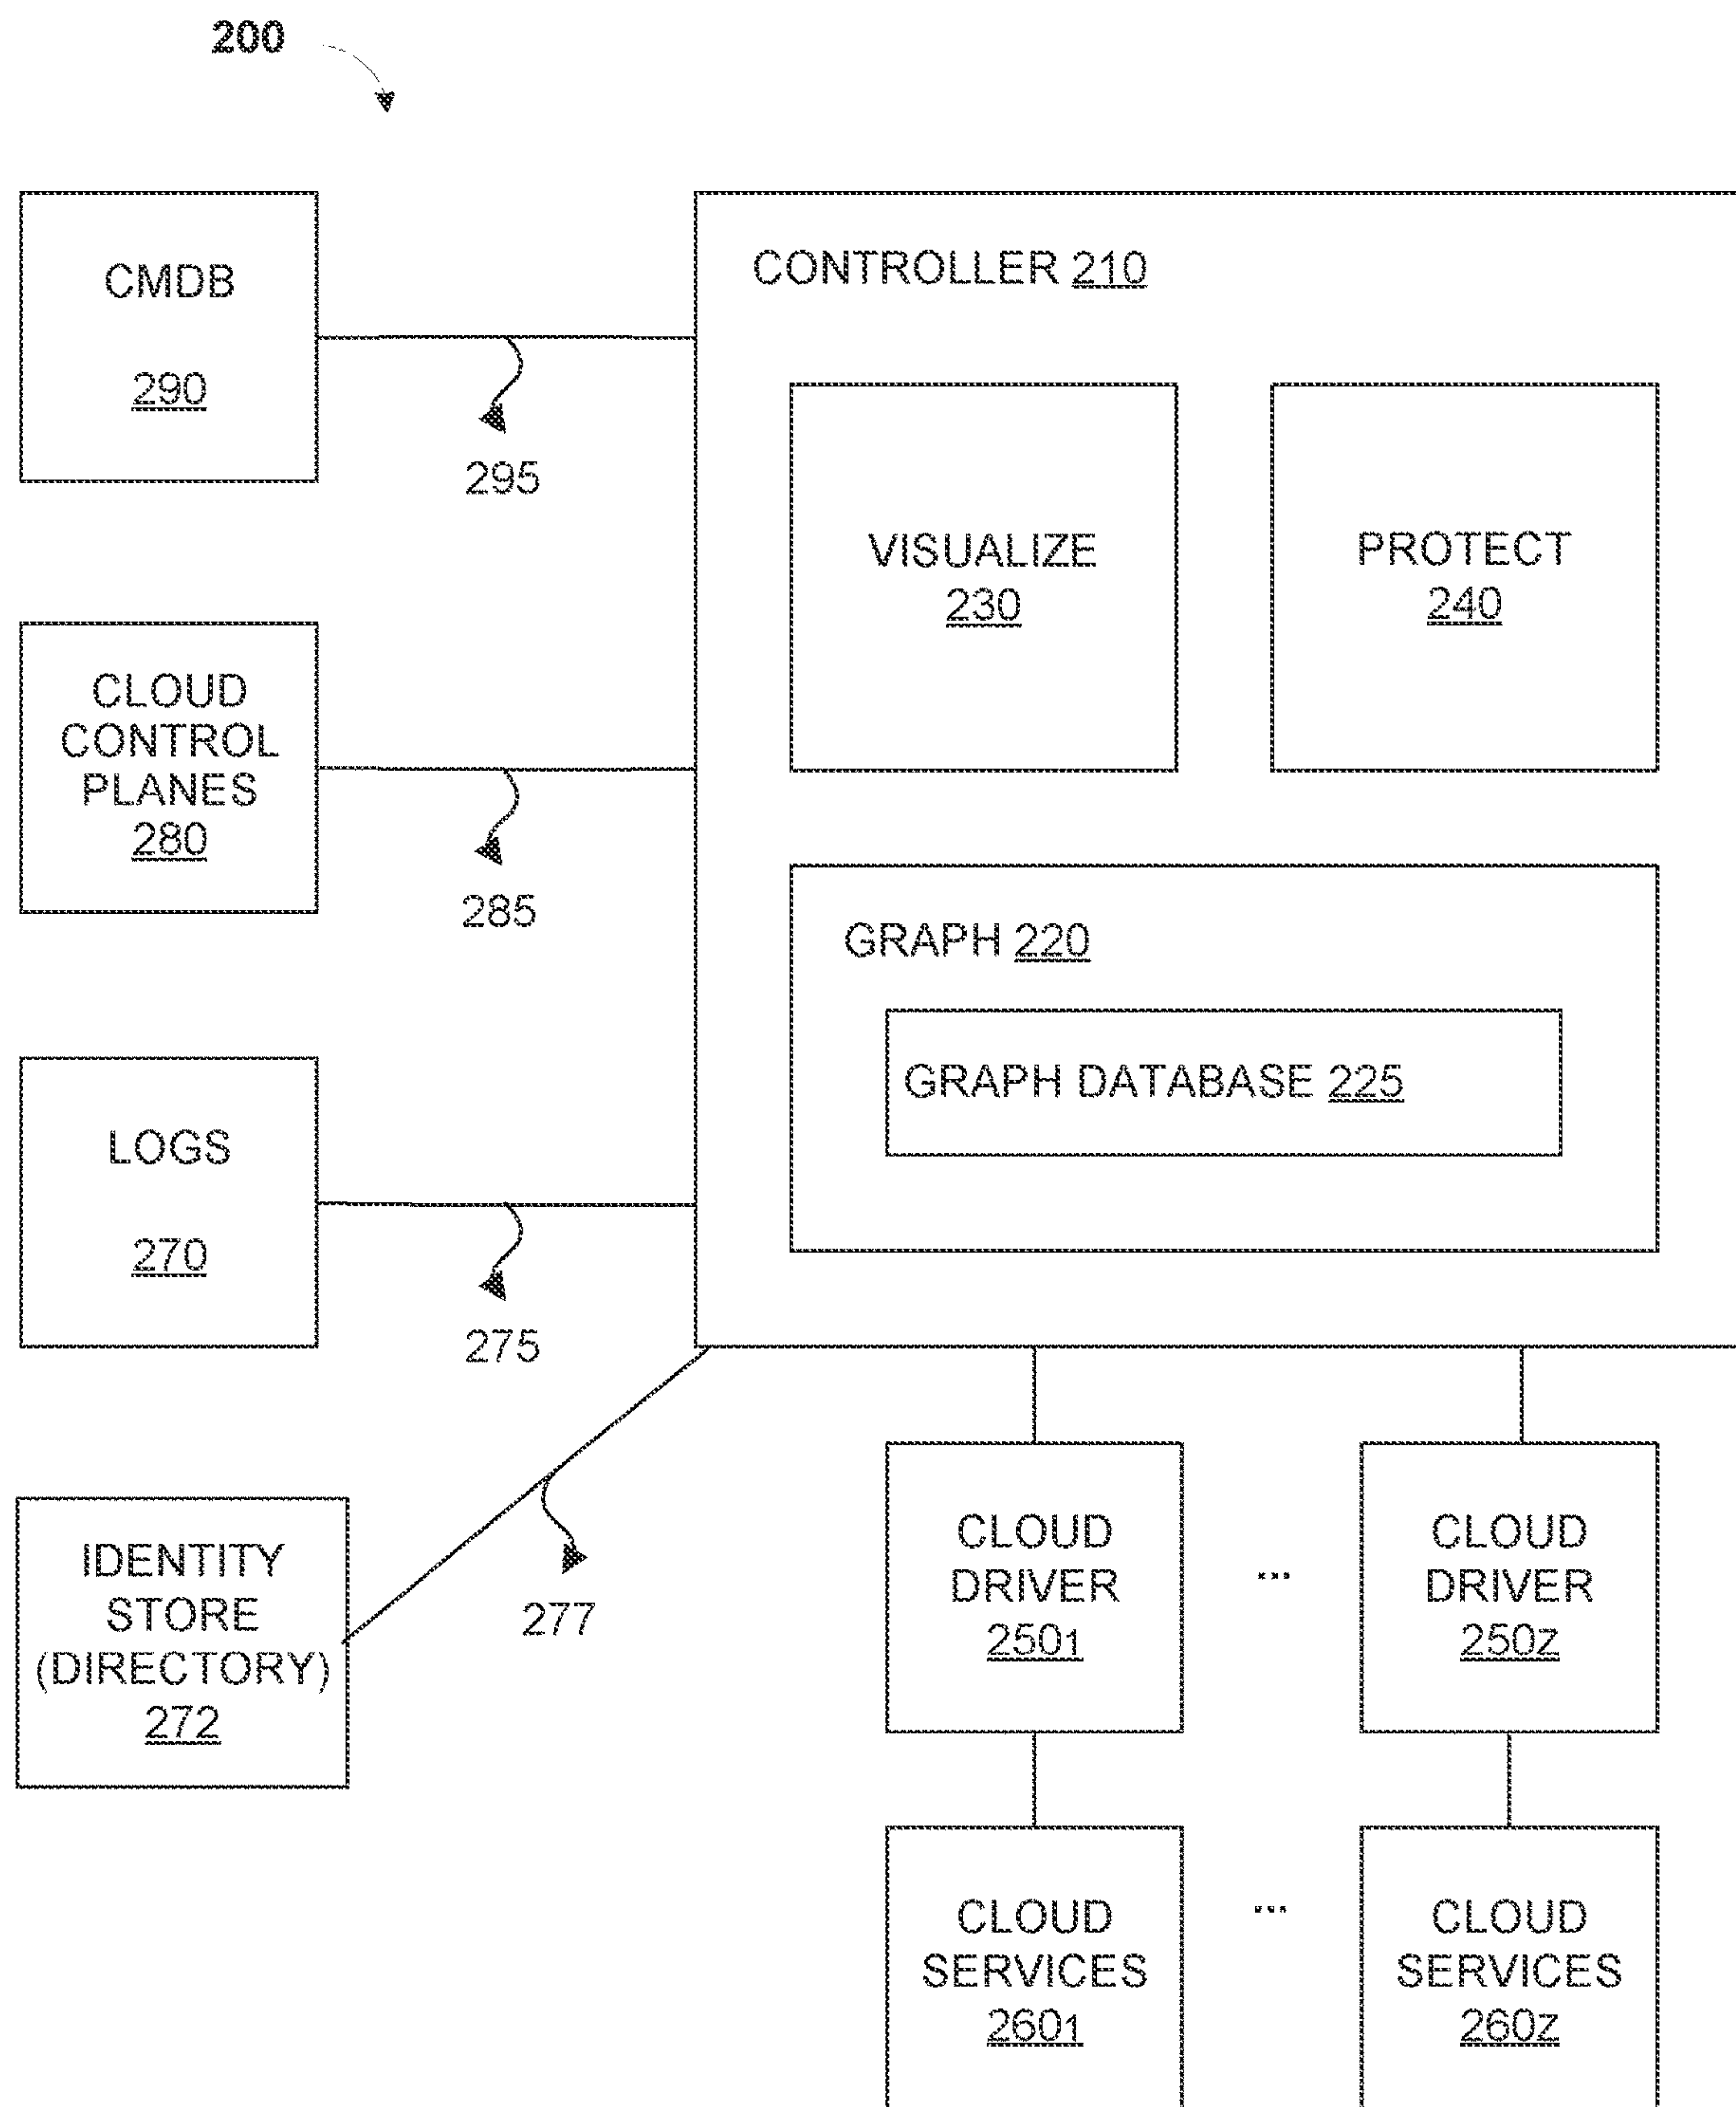 200
CMDB
290
295
CLOUD
CONTROL
PLANES
280
285
LOGS
270
275
IDENTITY
STORE
(DIRECTORY)
272
277
CONTROLLER 210
VISUALIZE
230
PROTECT
240
GRAPH 220
GRAPH DATABASE 225
CLOUD
DRIVER
2501
...
CLOUD
DRIVER
250Z
CLOUD
SERVICES
2601
...
CLOUD
SERVICES
260Z